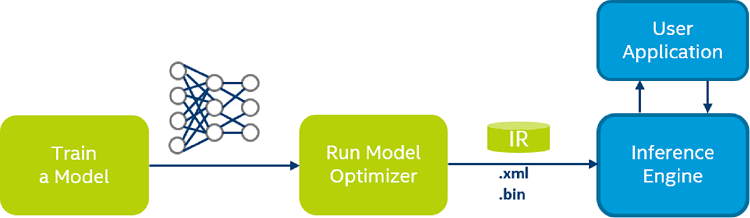 Train
a Model
Run Model
Optimizer
IR
.xml
.bin
User
Application
Inference
Engine